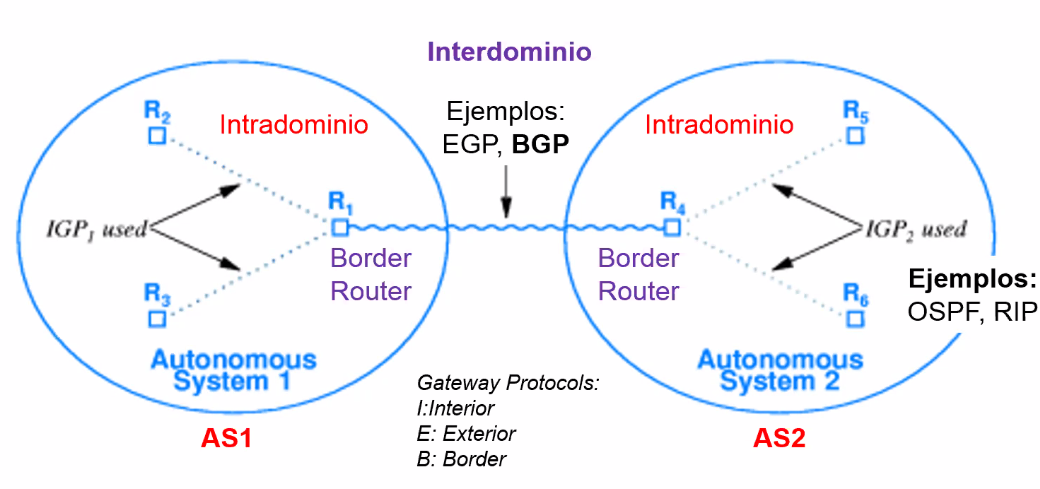 Interdominio
Ejemplos:
EGP, BGP
R2
Intradominio
IGP1 used
R1
R3
Border
Router
Autonomous
System 1
AS1
Intradominio
R5
R4
IGP2 used
Border
Router
R6
Ejemplos:
OSPF, RIP
Autonomous
System 2
AS2
Gateway Protocols:
I:Interior
E: Exterior
B: Border